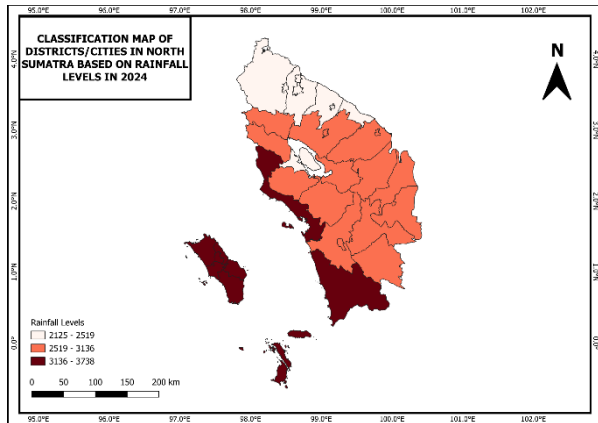 95.0°E 96.0°E 97.0°E 98.0°E 99.0°E 100.0°E 101.0°E 102.0°E
CLASSIFICATION MAP OF
DISTRICTS/CITIES IN NORTH
SUMATRA BASED ON RAINFALL
LEVELS IN 2024
N
4.0°N 4.0°N
3.0°N 3.0°N
2.0°N 2.0°N
1.0°N 1.0°N
0.0° 0.0°
Rainfall Levels
2125 - 2519
2519 - 3136
3136 - 3738
0 50 100 150 200 km
95.0°E 96.0°E 97.0°E 98.0°E 99.0°E 100.0°E 101.0°E 102.0°E